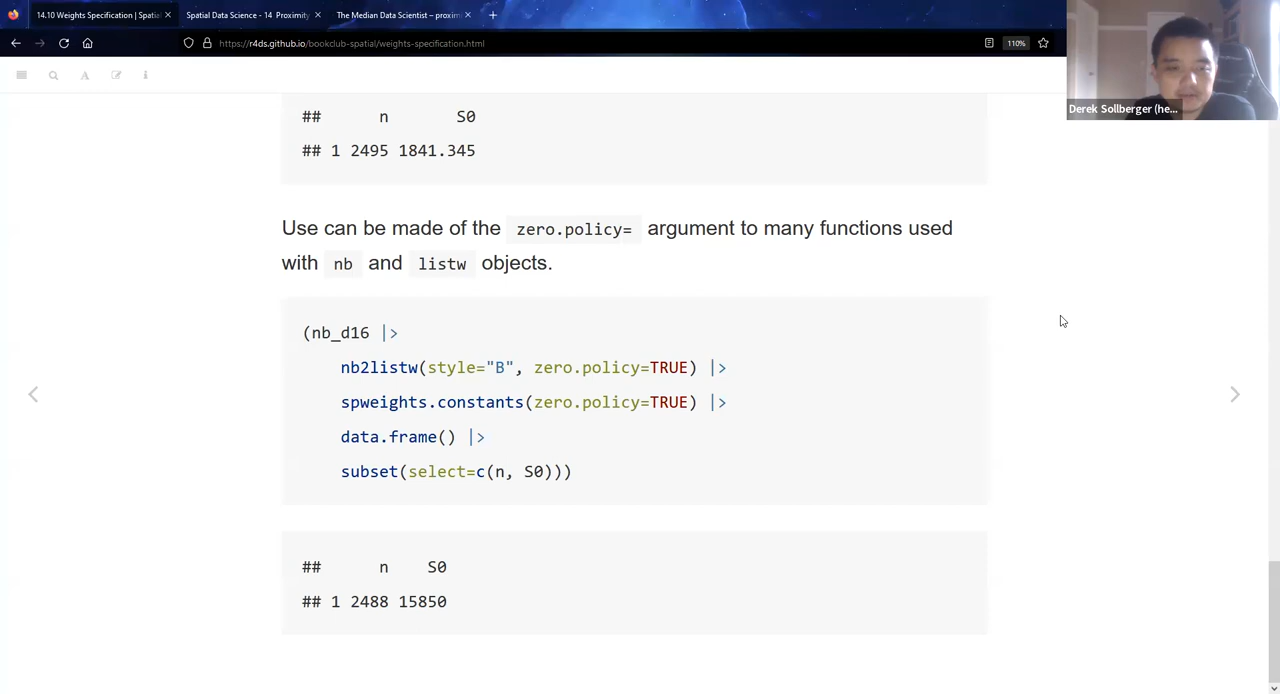 14.10 Weights Specification | Spatial
Spatial Data Science - 14 Proximity
The Median Data Scientist – proxim
https://r4ds.github.io/bookclub-spatial/weights-specification.html
110%
Derek Sollberger (he...
## n S0
## 1 2495 1841.345
Use can be made of the zero.policy= argument to many functions used
with nb and listw objects.
(nb_d16 |>
nb2listw(style="B", zero.policy=TRUE) |>
spweights.constants(zero.policy=TRUE) |>
data.frame() |>
subset(select=c(n, S0)))
## n S0
## 1 2488 15850